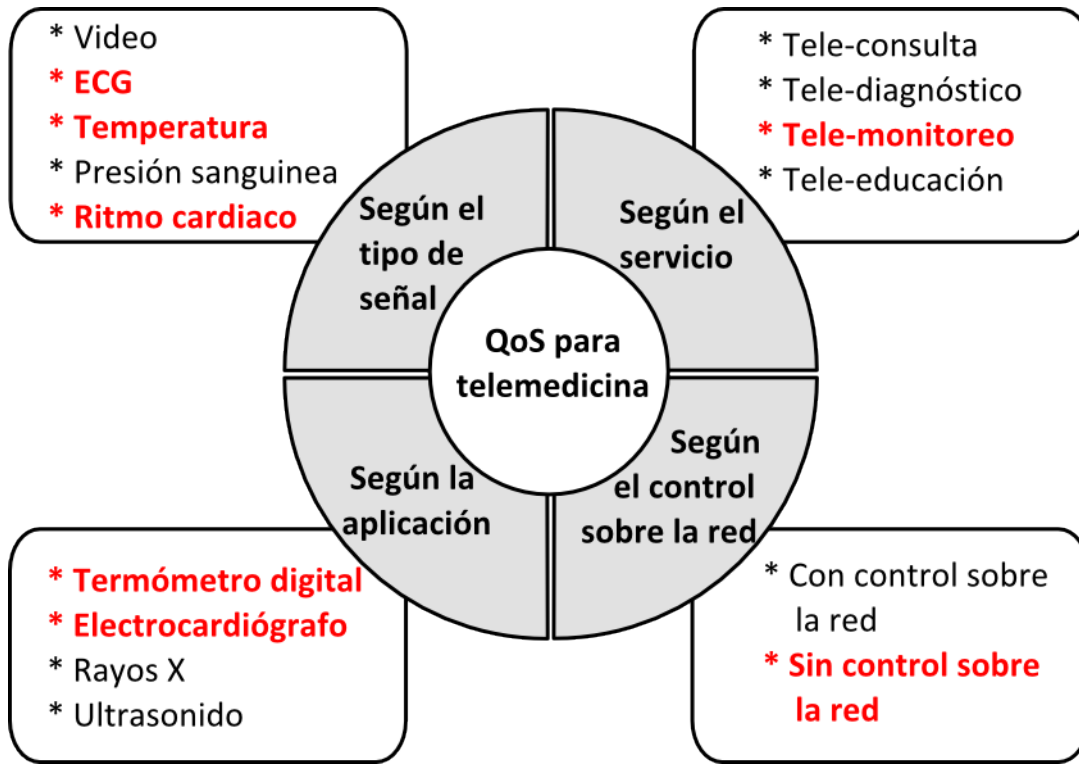 * Video
* ECG
* Temperatura
* Presión sanguinea
* Ritmo cardiaco
* Tele-consulta
* Tele-diagnóstico
* Tele-monitoreo
* Tele-educación
Según el
tipo de
señal
Según el
servicio
QoS para
telemedicina
Según la
aplicación
Según
el control
sobre la red
* Termómetro digital
* Electrocardiógrafo
* Rayos X
* Ultrasonido
* Con control sobre
la red
* Sin control sobre
la red